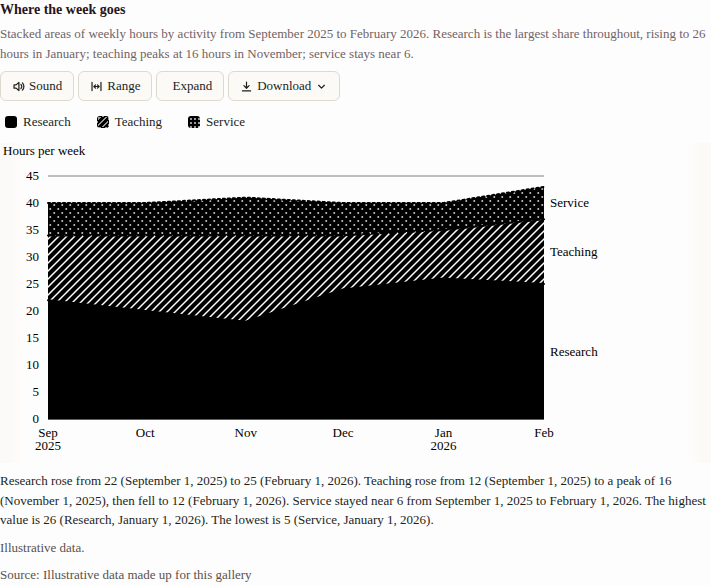 Where the week goes
Stacked areas of weekly hours by activity from September 2025 to February 2026. Research is the largest share throughout, rising to 26
hours in January; teaching peaks at 16 hours in November; service stays near 6.
Sound Range Expand Download
Research Teaching Service
Hours per week
45
40
35
30
25
20
15
10
5
0
Service
Teaching
Research
Sep Oct Nov Dec Jan Feb
2025 2026
Research rose from 22 (September 1, 2025) to 25 (February 1, 2026). Teaching rose from 12 (September 1, 2025) to a peak of 16
(November 1, 2025), then fell to 12 (February 1, 2026). Service stayed near 6 from September 1, 2025 to February 1, 2026. The highest
value is 26 (Research, January 1, 2026). The lowest is 5 (Service, January 1, 2026).
Illustrative data.
Source: Illustrative data made up for this gallery